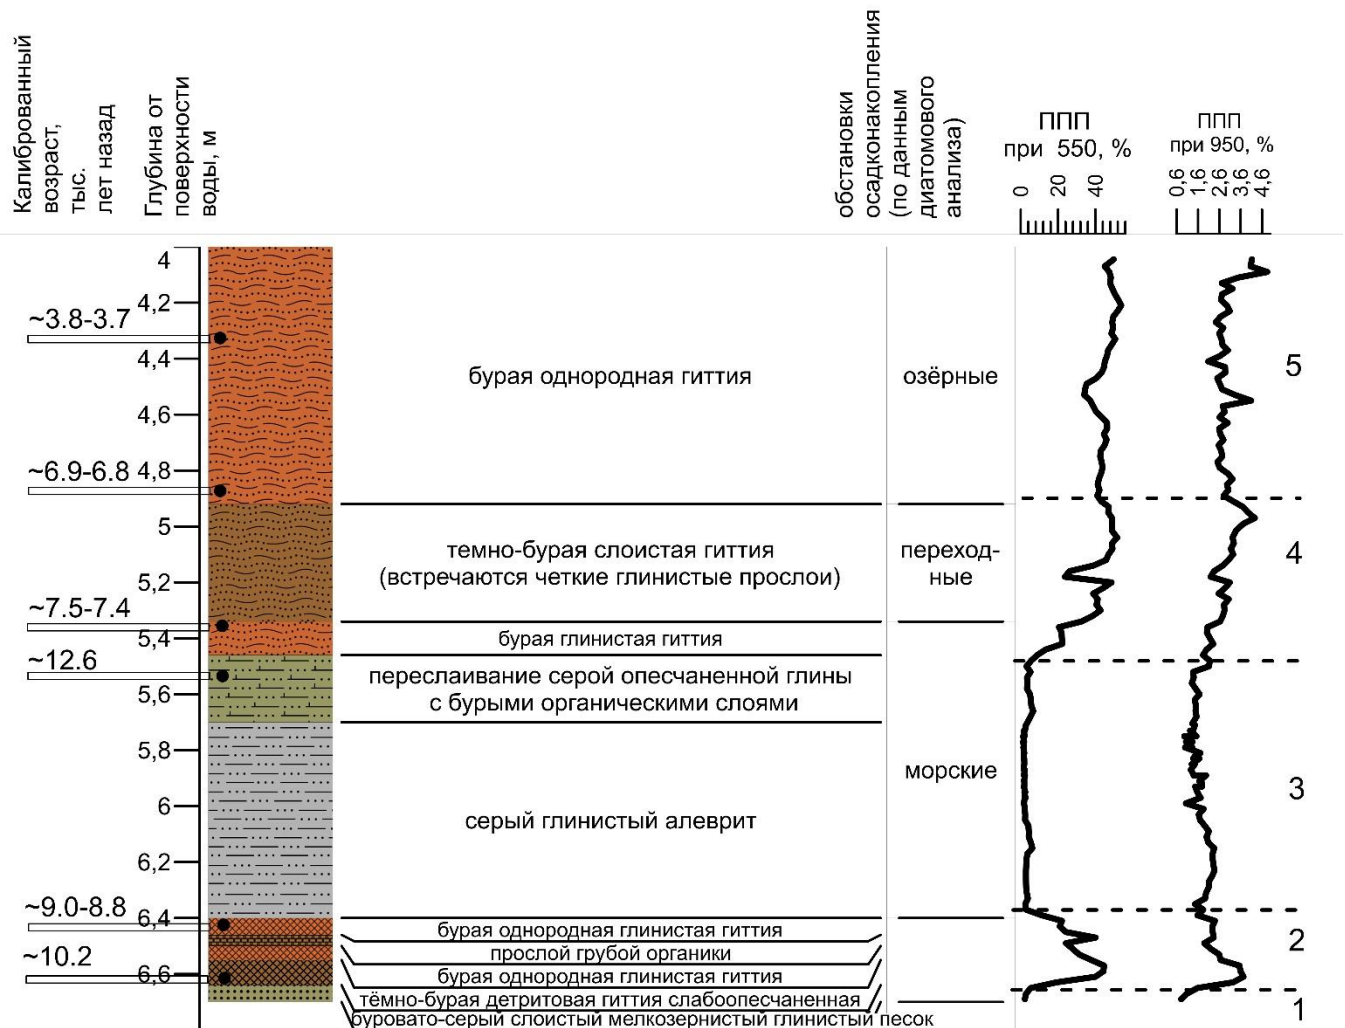 Калиброванный
возраст,
тыс.
лет назад
Глубина от
поверхности
воды, м
обстановки
осадконакопления
(по данным
диатомового
анализа)
ППП
при 550, %
0 20 40
ППП
при 950, %
0,6 1,6 2,6 3,6 4,6
4
4,2
4,4
4,6
4,8
5
5,2
5,4
5,6
5,8
6
6,2
6,4
6,6
~3.8-3.7
~6.9-6.8
~7.5-7.4
~12.6
~9.0-8.8
~10.2
бурая однородная гиттия
темно-бурая слоистая гиттия
(встречаются четкие глинистые прослои)
бурая глинистая гиттия
переслаивание серой опесчаненной глины
с бурыми органическими слоями
серый глинистый алеврит
бурая однородная глинистая гиттия
прослой грубой органики
бурая однородная глинистая гиттия
тёмно-бурая детритовая гиттия слабоопесчаненная
буровато-серый слоистый мелкозернистый глинистый песок
озёрные
переход-
ные
морские
5
4
3
2
1